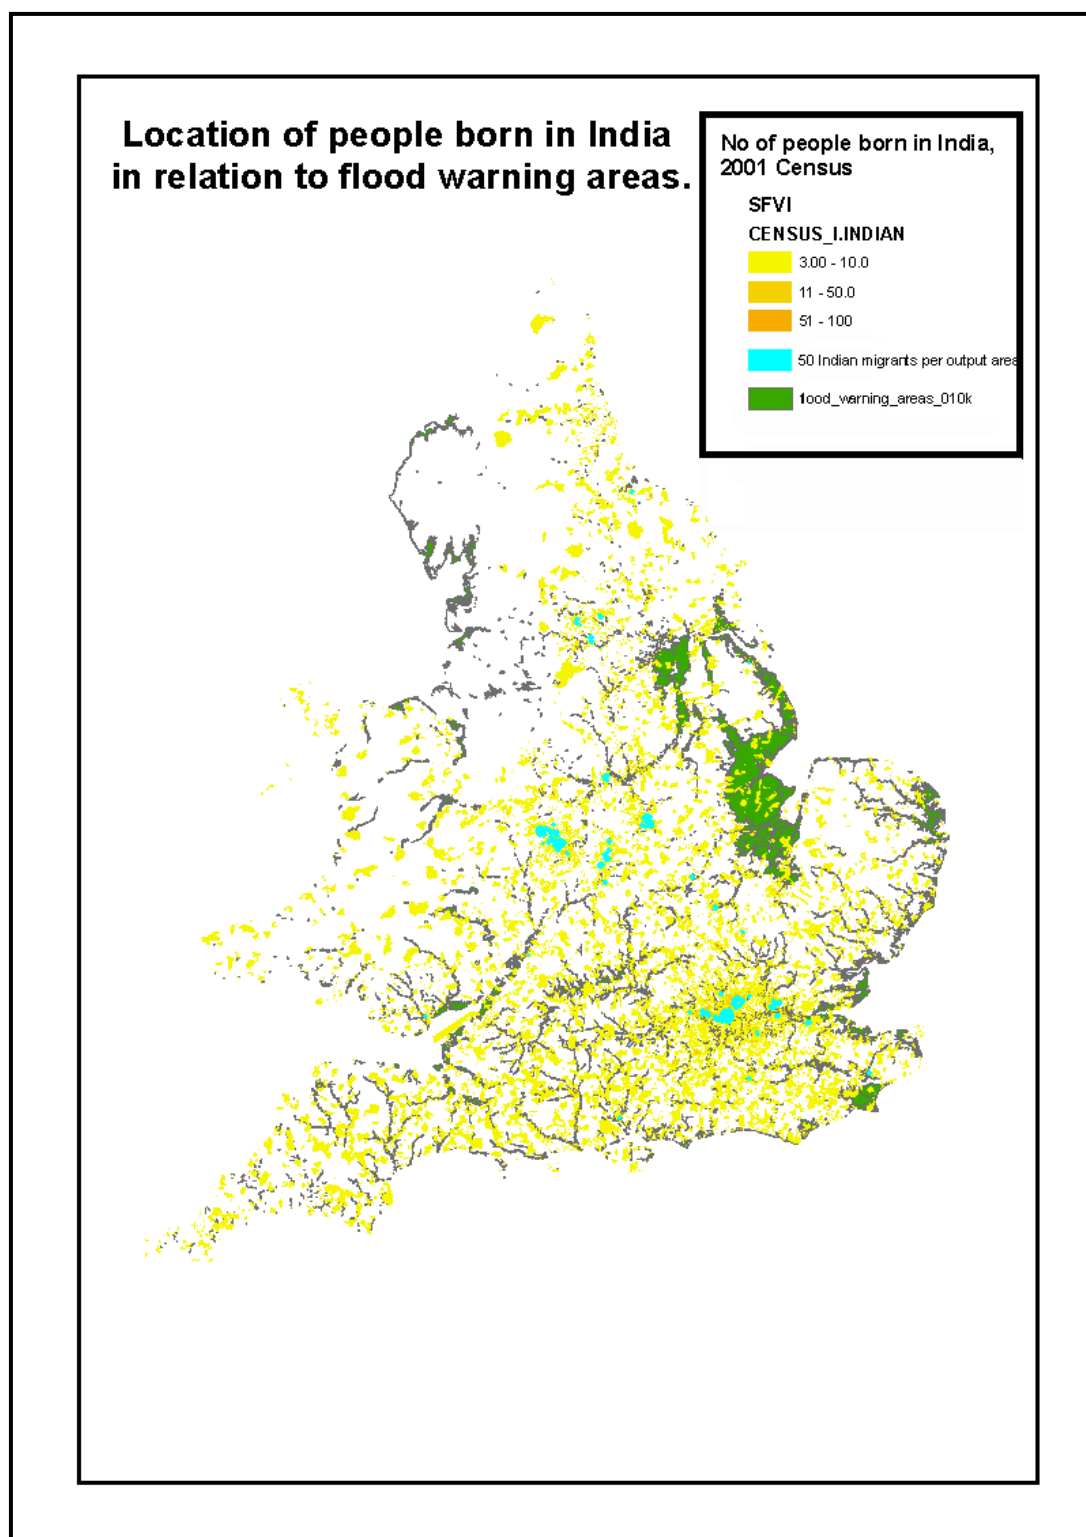 Location of people born in India
in relation to flood warning areas.
No of people born in India,
2001 Census
SFVI
CENSUS_I.INDIAN
3.00 - 10.0
11 - 50.0
51 - 100
50 Indian migrants per output area
flood_warning_areas_010k